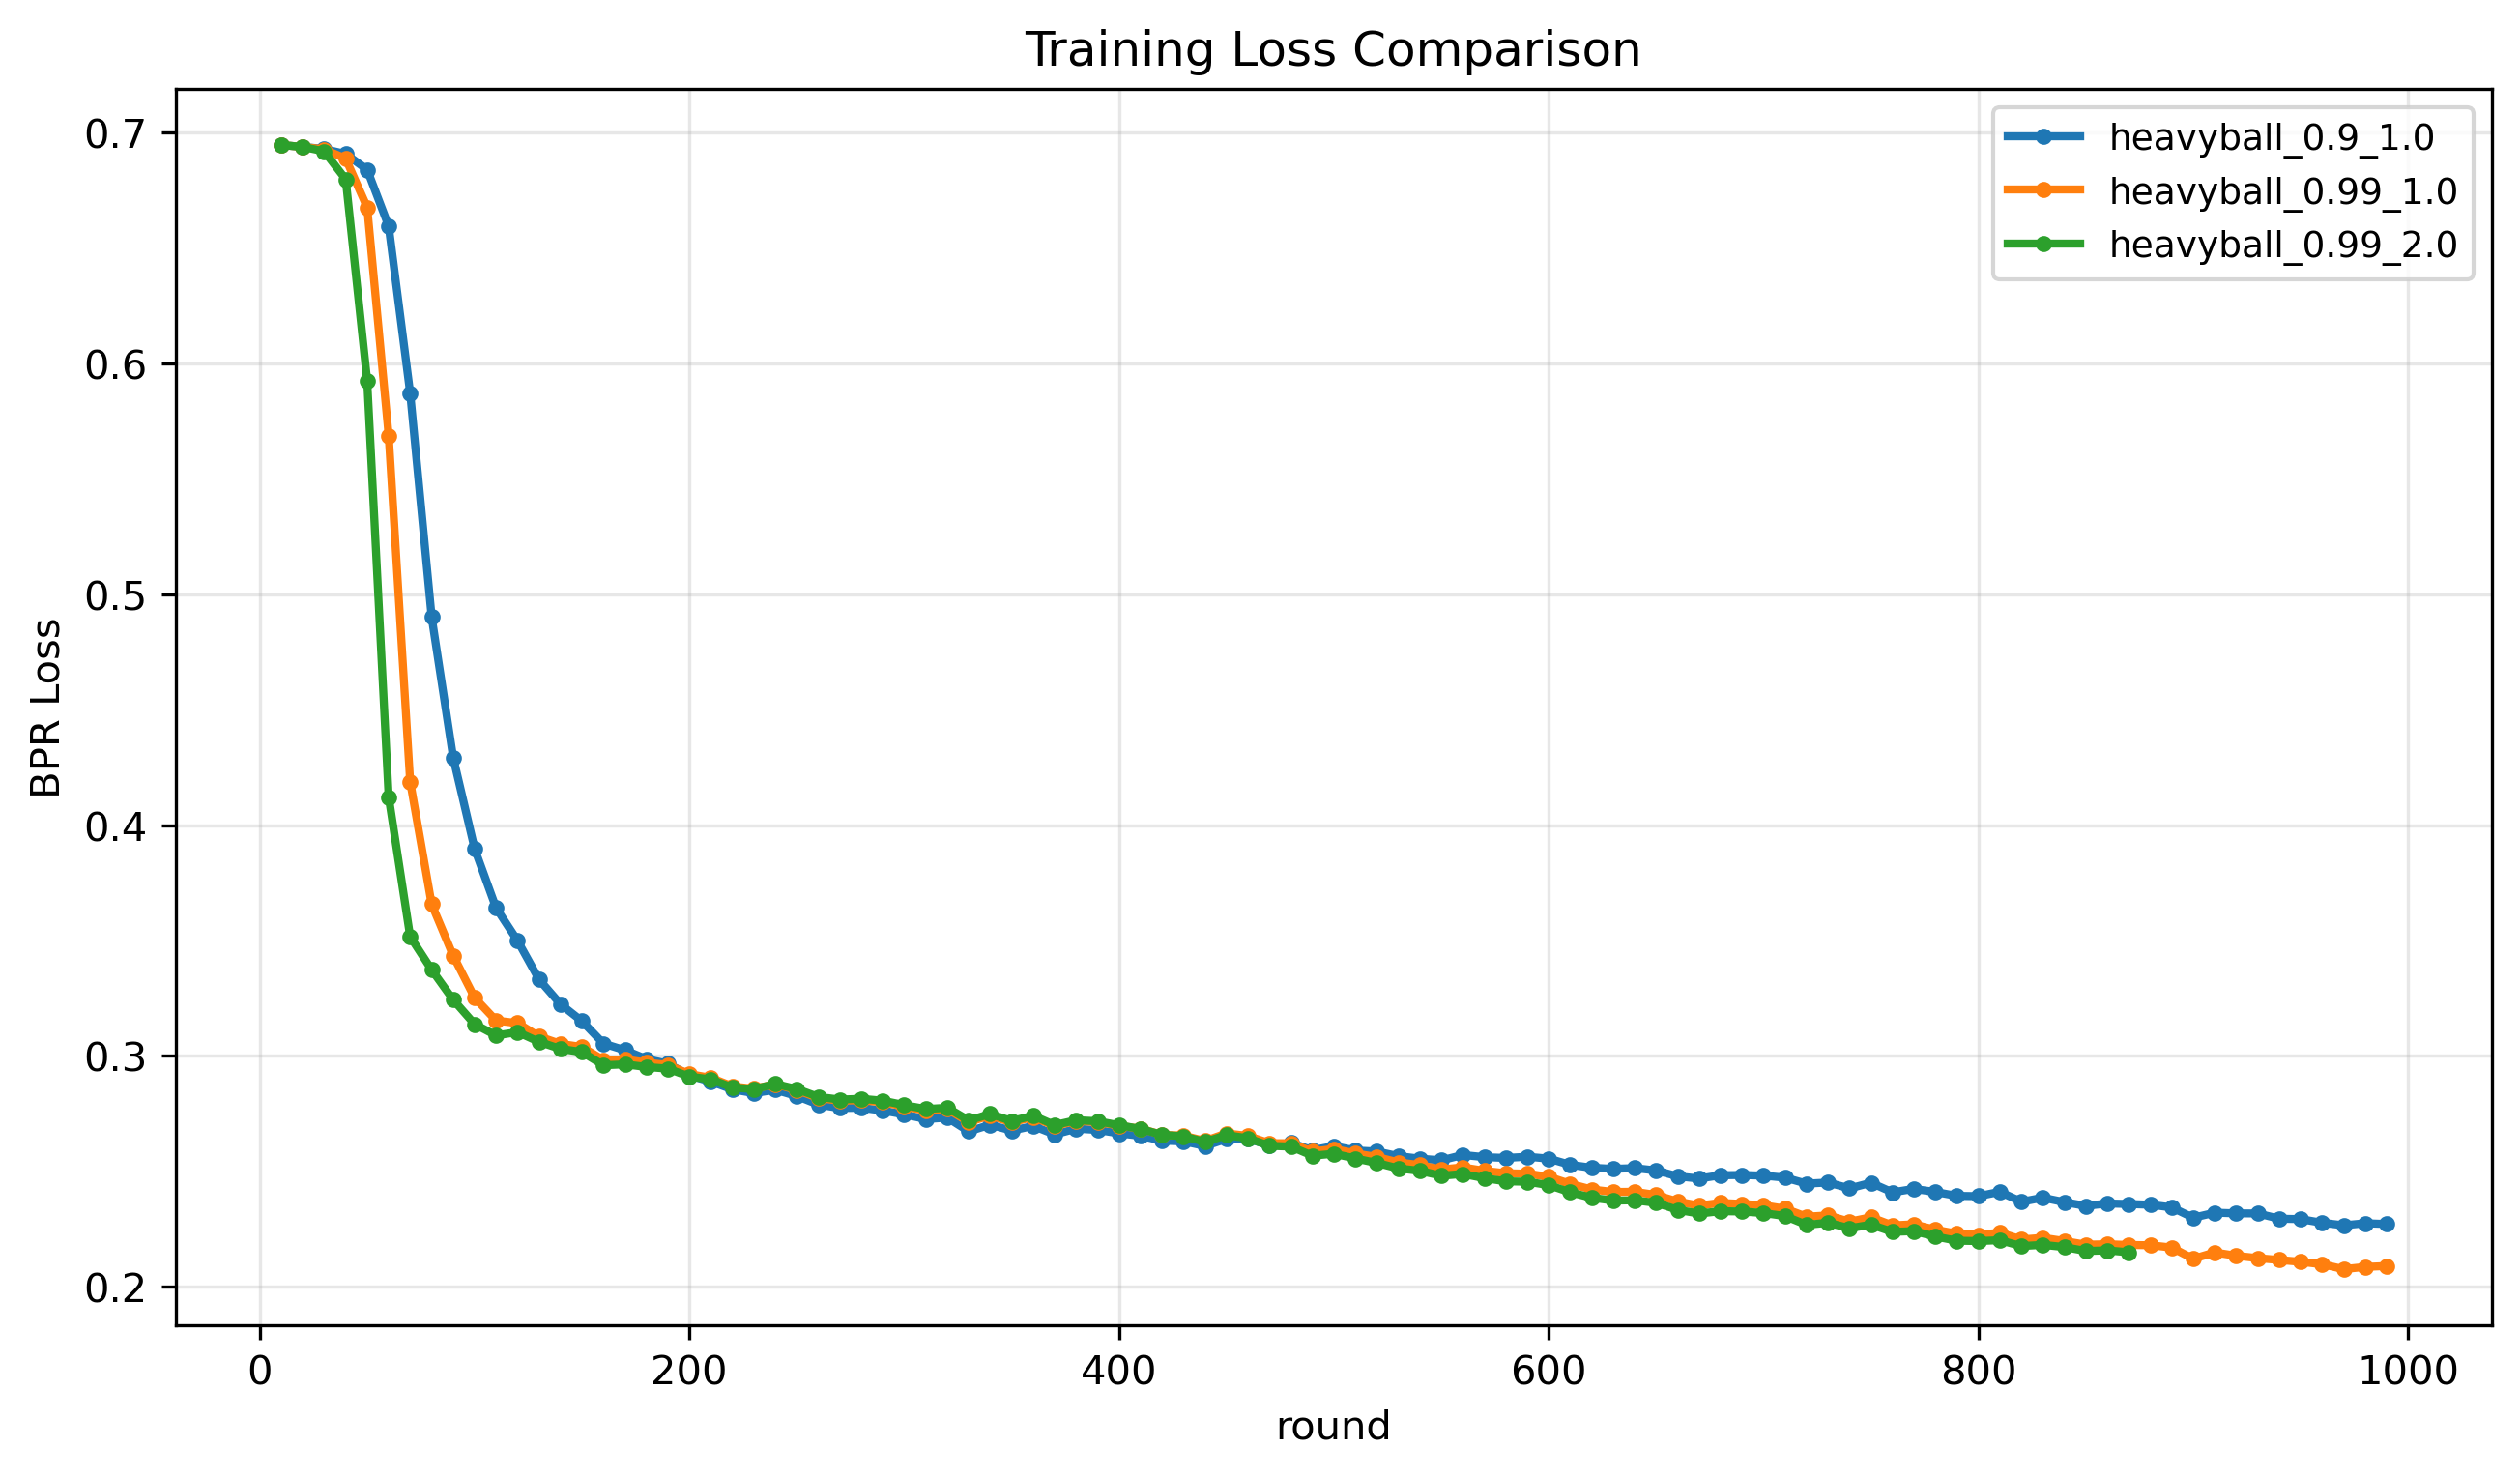 Training Loss Comparison
heavyball_0.9_1.0
heavyball_0.99_1.0
heavyball_0.99_2.0
BPR Loss
0.7
0.6
0.5
0.4
0.3
0.2
0 200 400 600 800 1000
round